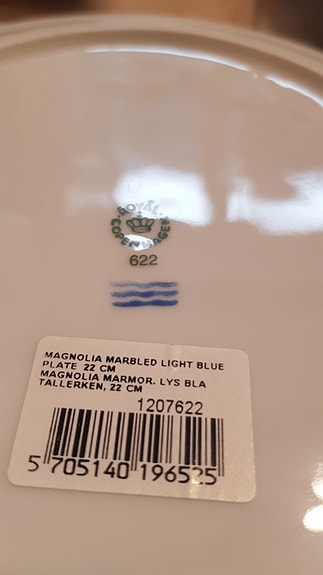 ROYAL
COPENHAGEN
622
MAGNOLIA MARBLED LIGHT BLUE
PLATE 22 CM
MAGNOLIA MARMOR. LYS BLA
TALLERKEN, 22 CM
1207622
5 705140 196525